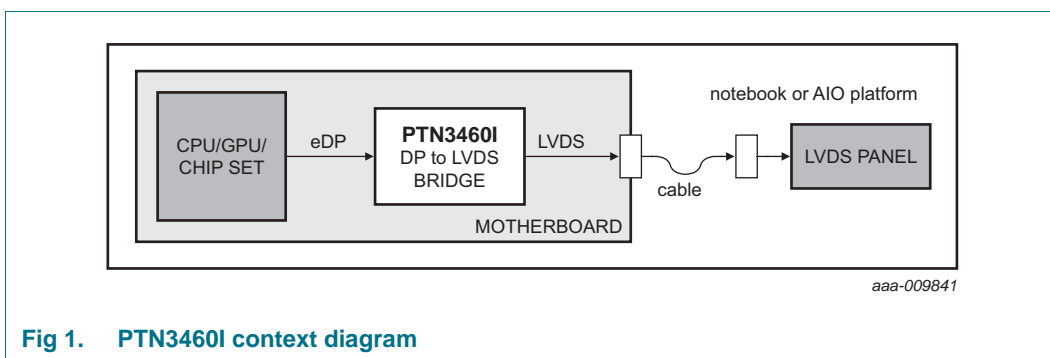 notebook or AIO platform
CPU/GPU/
CHIP SET
eDP
PTN3460I
DP to LVDS
BRIDGE
LVDS
cable
LVDS PANEL
MOTHERBOARD
aaa-009841
Fig 1. PTN3460I context diagram